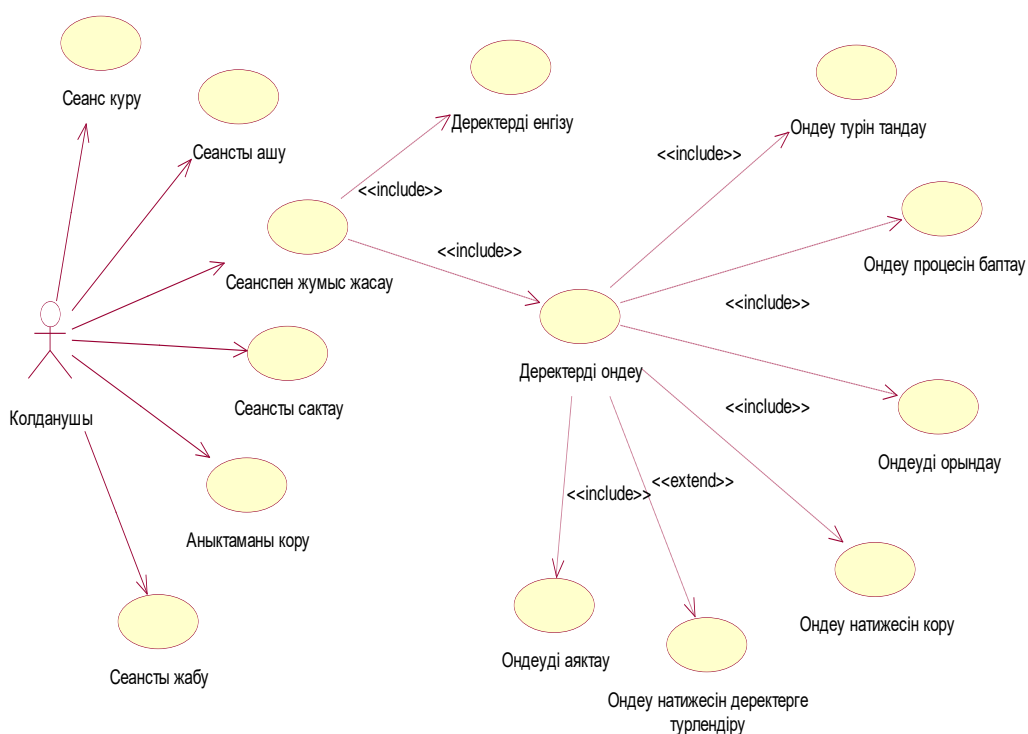 Сеанс куру
Сеансты ашу
Деректерді енгізу
Ондеу турін тандау
<<include>>
<<include>>
<<include>>
Сеанспен жумыс жасау
Ондеу процесін баптау
<<include>>
Деректерді ондеу
Сеансты сактау
Колданушы
<<include>>
Ондеуді орындау
<<include>>
<<extend>>
Аныктаманы кору
Ондеу натижесін кору
Ондеуді аяктау
Сеансты жабу
Ондеу натижесін деректерге
турлендіру